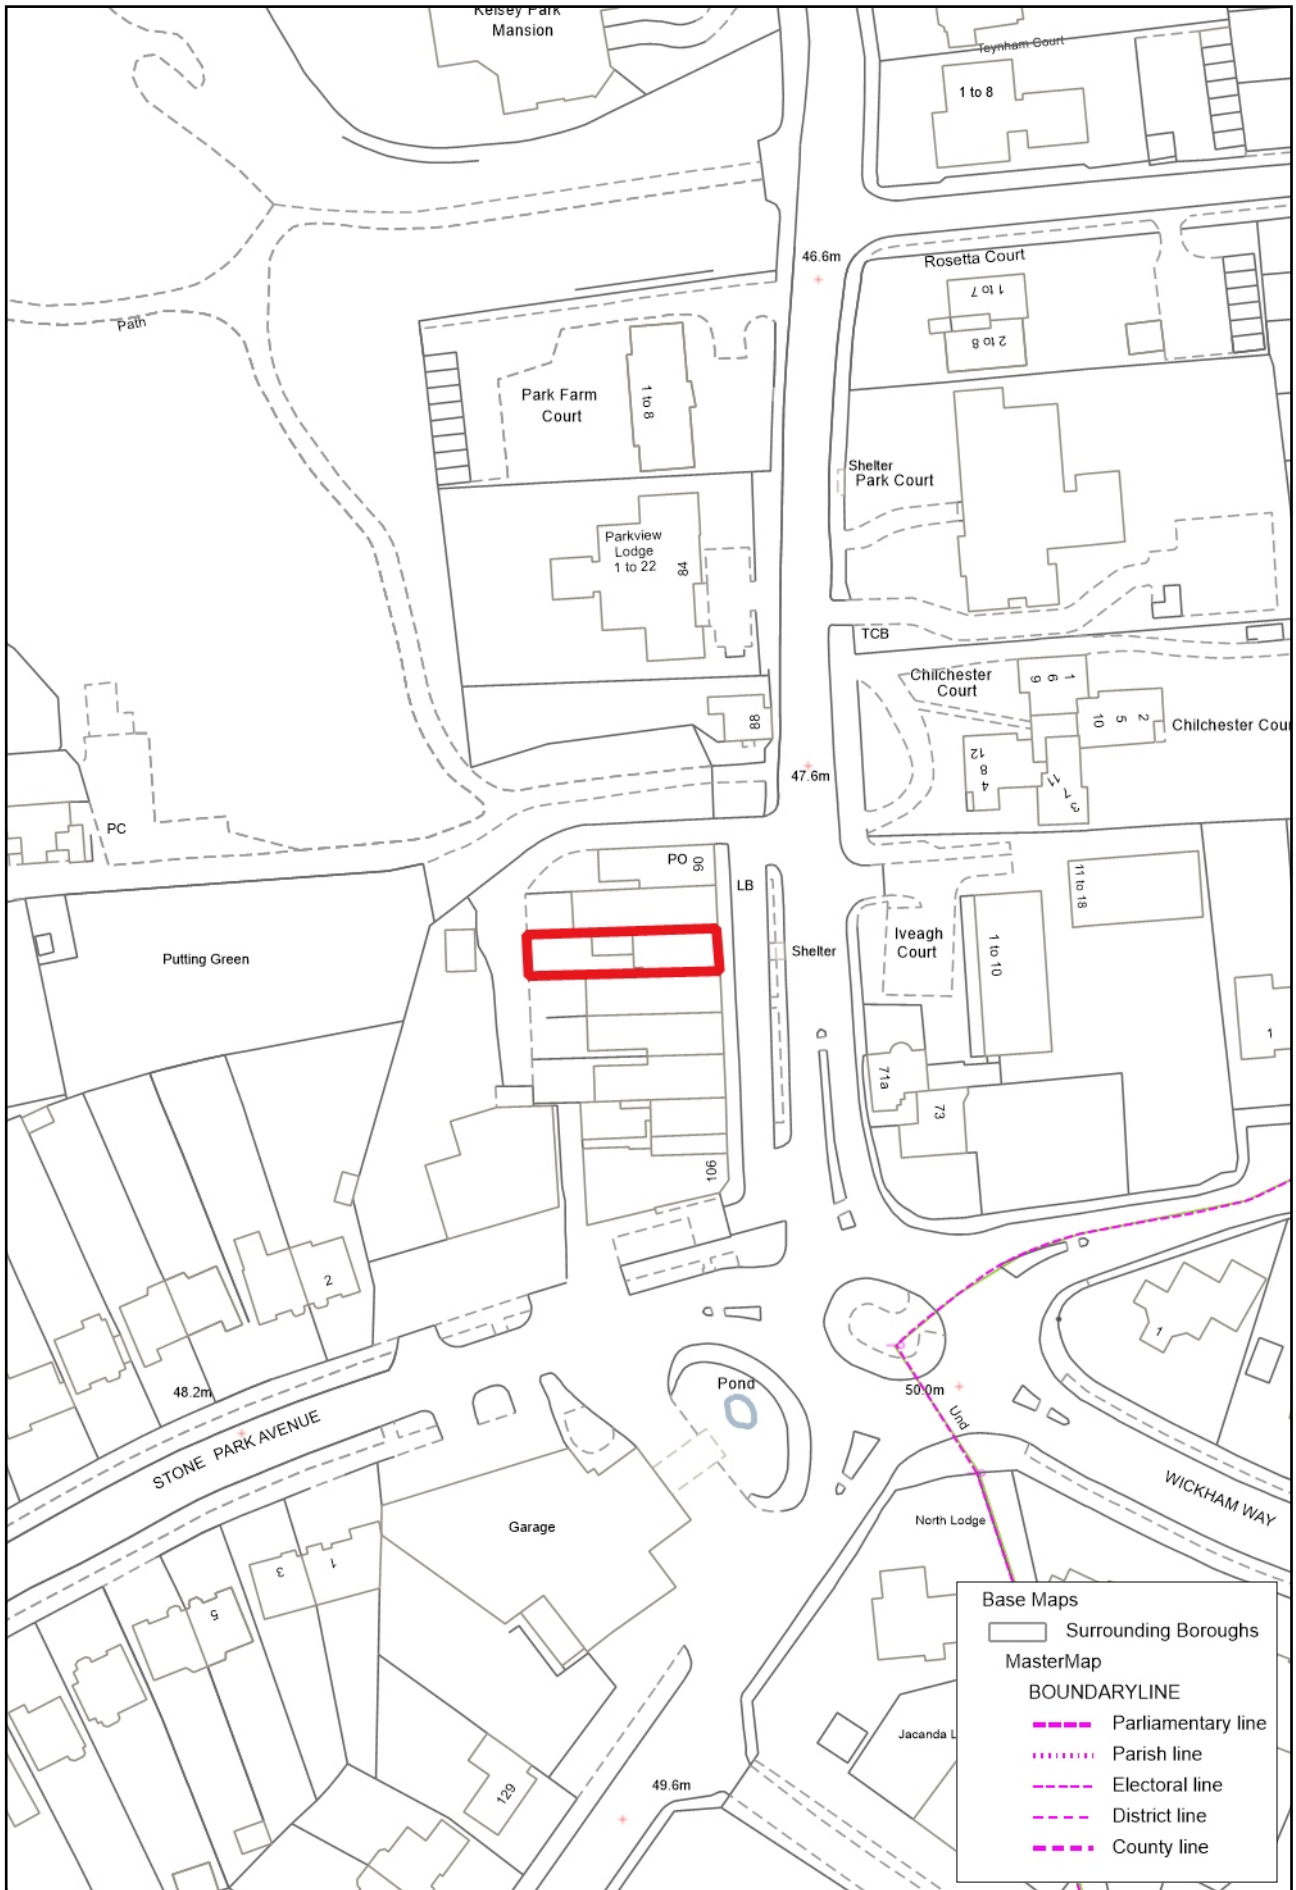 Kelsey Park
Mansion
Teynham Court
1 to 8
46.6m
Rosetta Court
1 to 7
2 to 8
Path
Park Farm
Court
1 to 8
Shelter
Park Court
Parkview
Lodge
1 to 22
84
TCB
Chilchester
Court
1
6
9
2
5
10
Chilchester Cour
88
47.6m
12
8
4
11
7
3
PC
PO
90
LB
11 to 18
Iveagh
Court
1 to 10
Putting Green
Shelter
1
71a
73
106
2
1
48.2m
Pond
50.0m
Und
STONE PARK AVENUE
WICKHAM WAY
Garage
North Lodge
3
1
5
Base Maps
Surrounding Boroughs
MasterMap
BOUNDARYLINE
Parliamentary line
Parish line
Electoral line
District line
County line
Jacanda L
49.6m
129